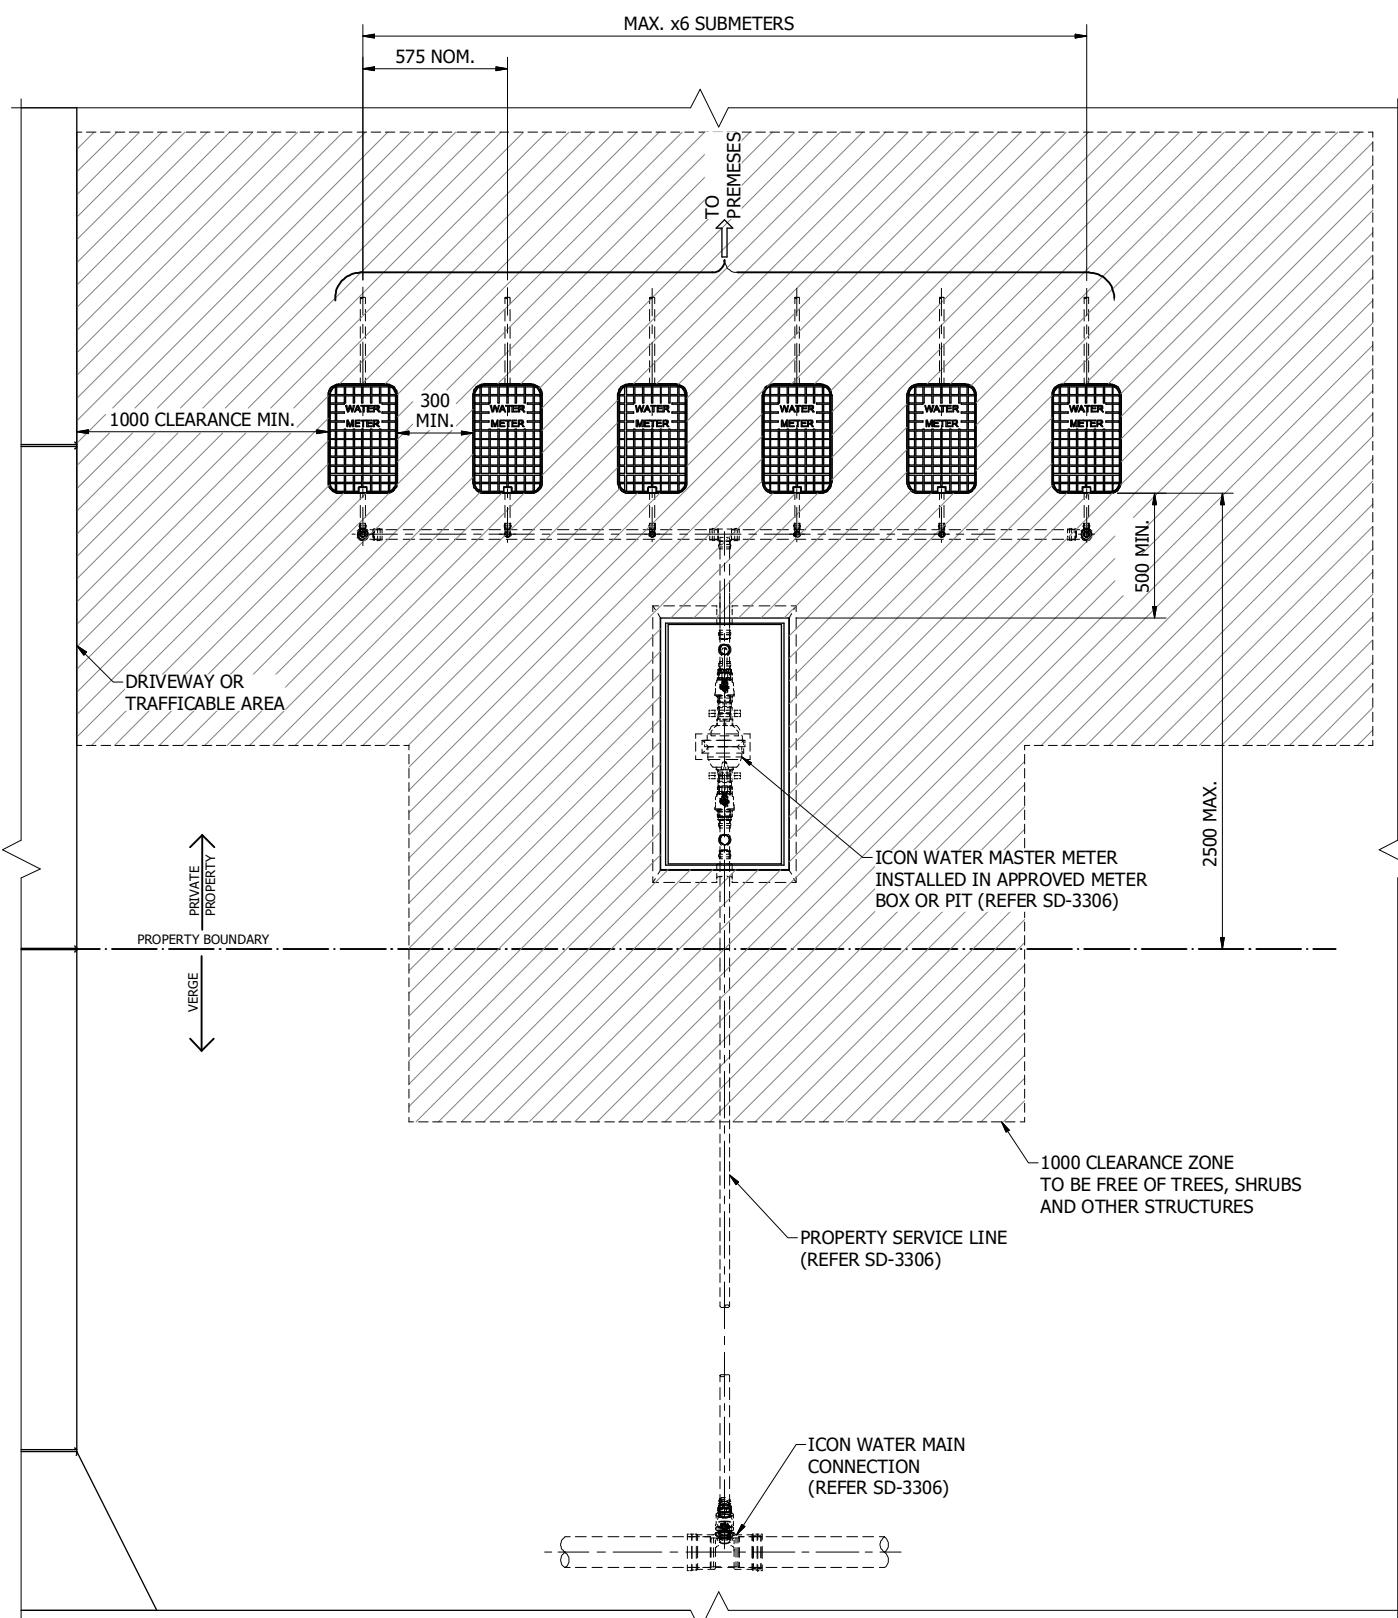 MAX. x6 SUBMETERS
575 NOM.
TO
PREMESES
1000 CLEARANCE MIN.
300
MIN.
WATER
METER
WATER
METER
WATER
METER
WATER
METER
WATER
METER
WATER
METER
500 MIN.
DRIVEWAY OR
TRAFFICABLE AREA
2500 MAX.
ICON WATER MASTER METER
INSTALLED IN APPROVED METER
BOX OR PIT (REFER SD-3306)
PRIVATE
PROPERTY
PROPERTY BOUNDARY
VERGE
1000 CLEARANCE ZONE
TO BE FREE OF TREES, SHRUBS
AND OTHER STRUCTURES
PROPERTY SERVICE LINE
(REFER SD-3306)
ICON WATER MAIN
CONNECTION
(REFER SD-3306)